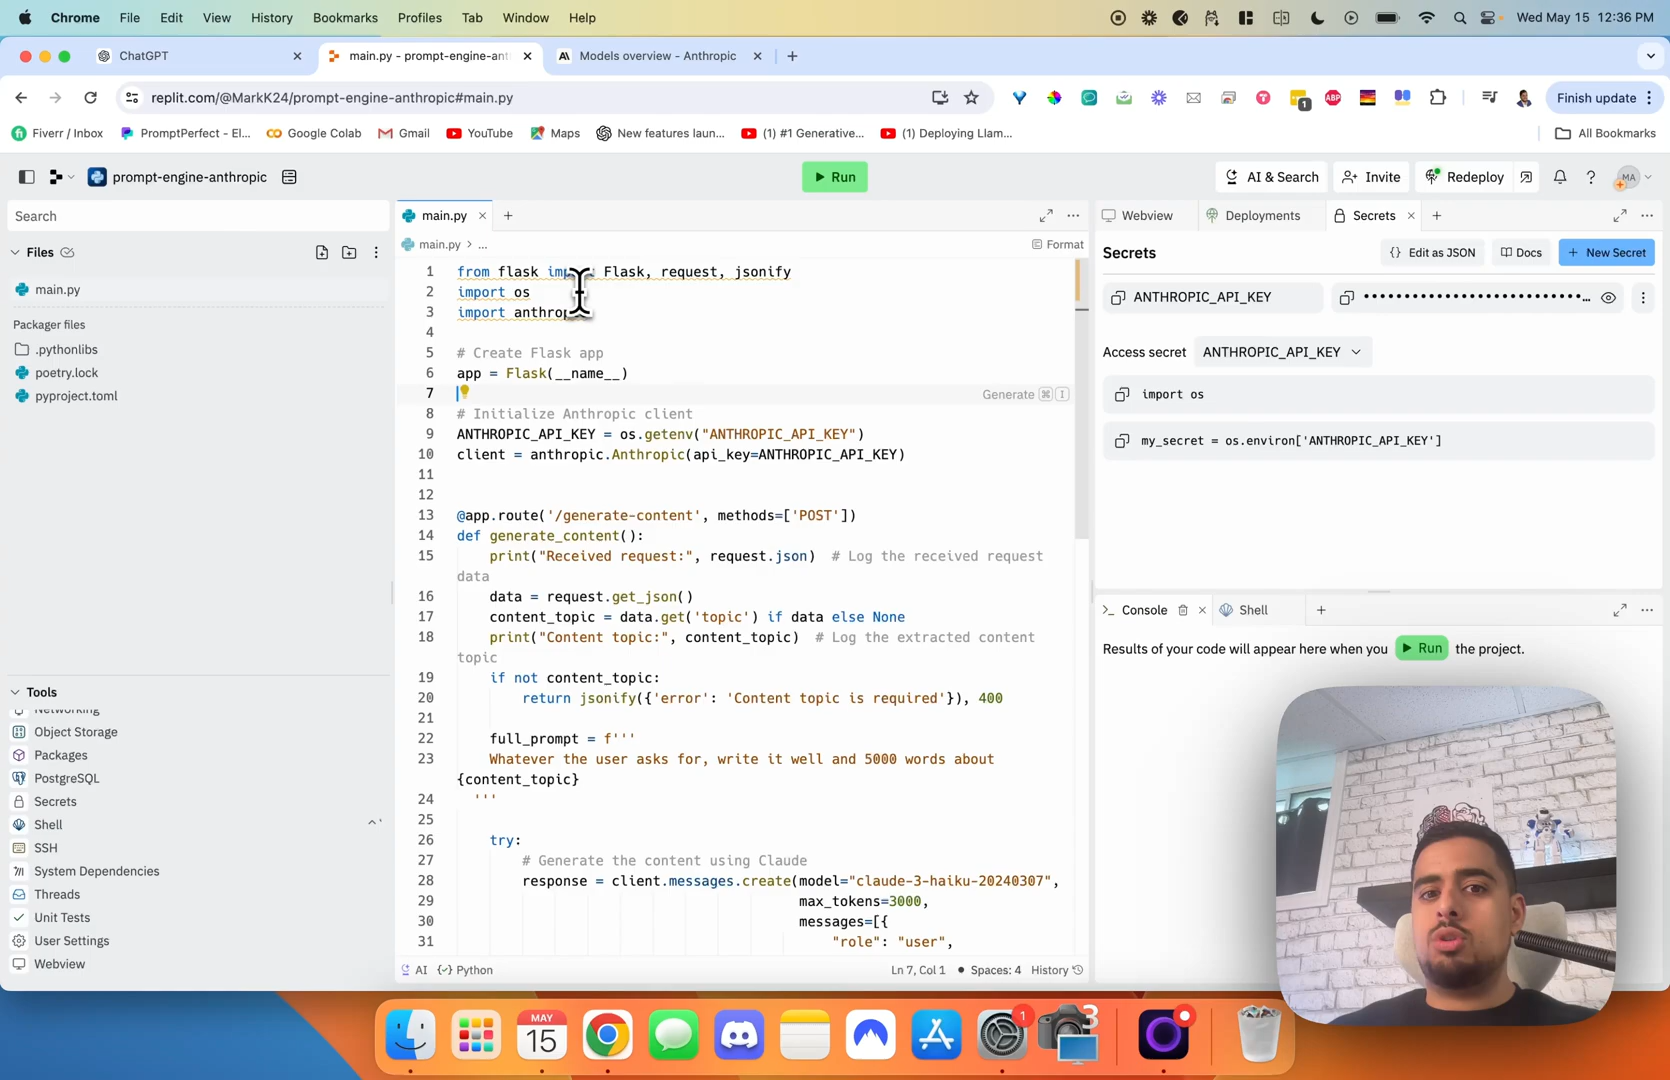 Chrome File Edit View History Bookmarks Profiles Tab Window Help Wed May 15 12:36 PM
ChatGPT main.py - prompt-engine-ant Models overview - Anthropic
replit.com/@MarkK24/prompt-engine-anthropic#main.py 1 ABP Finish update
Fiverr / Inbox PromptPerfect - El... Google Colab Gmail YouTube Maps New features laun... (1) #1 Generative... (1) Deploying Llam... All Bookmarks
prompt-engine-anthropic Run AI & Search Invite Redeploy ? MA
Search
Files
main.py
Packager files
.pythonlibs
poetry.lock
pyproject.toml
Tools
Networking
Object Storage
Packages
PostgreSQL
Secrets
Shell
SSH
System Dependencies
Threads
Unit Tests
User Settings
Webview
main.py
main.py > ... Format
1 from flask imp Flask, request, jsonify
2 import os
3 import anthrop
4
5 # Create Flask app
6 app = Flask(__name__)
7 Generate ⌘ I
8 # Initialize Anthropic client
9 ANTHROPIC_API_KEY = os.getenv("ANTHROPIC_API_KEY")
10 client = anthropic.Anthropic(api_key=ANTHROPIC_API_KEY)
11
12
13 @app.route('/generate-content', methods=['POST'])
14 def generate_content():
15 print("Received request:", request.json) # Log the received request
data
16 data = request.get_json()
17 content_topic = data.get('topic') if data else None
18 print("Content topic:", content_topic) # Log the extracted content
topic
19 if not content_topic:
20 return jsonify({'error': 'Content topic is required'}), 400
21
22 full_prompt = f'''
23 Whatever the user asks for, write it well and 5000 words about
{content_topic}
24 '''
25
26 try:
27 # Generate the content using Claude
28 response = client.messages.create(model="claude-3-haiku-20240307",
29 max_tokens=3000,
30 messages=[{
31 "role": "user",
AI Python Ln 7, Col 1 Spaces: 4 History
Webview Deployments Secrets
Secrets {} Edit as JSON Docs + New Secret
ANTHROPIC_API_KEY
Access secret ANTHROPIC_API_KEY
import os
my_secret = os.environ['ANTHROPIC_API_KEY']
Console Shell
Results of your code will appear here when you Run the project.
MAY
15
1
3